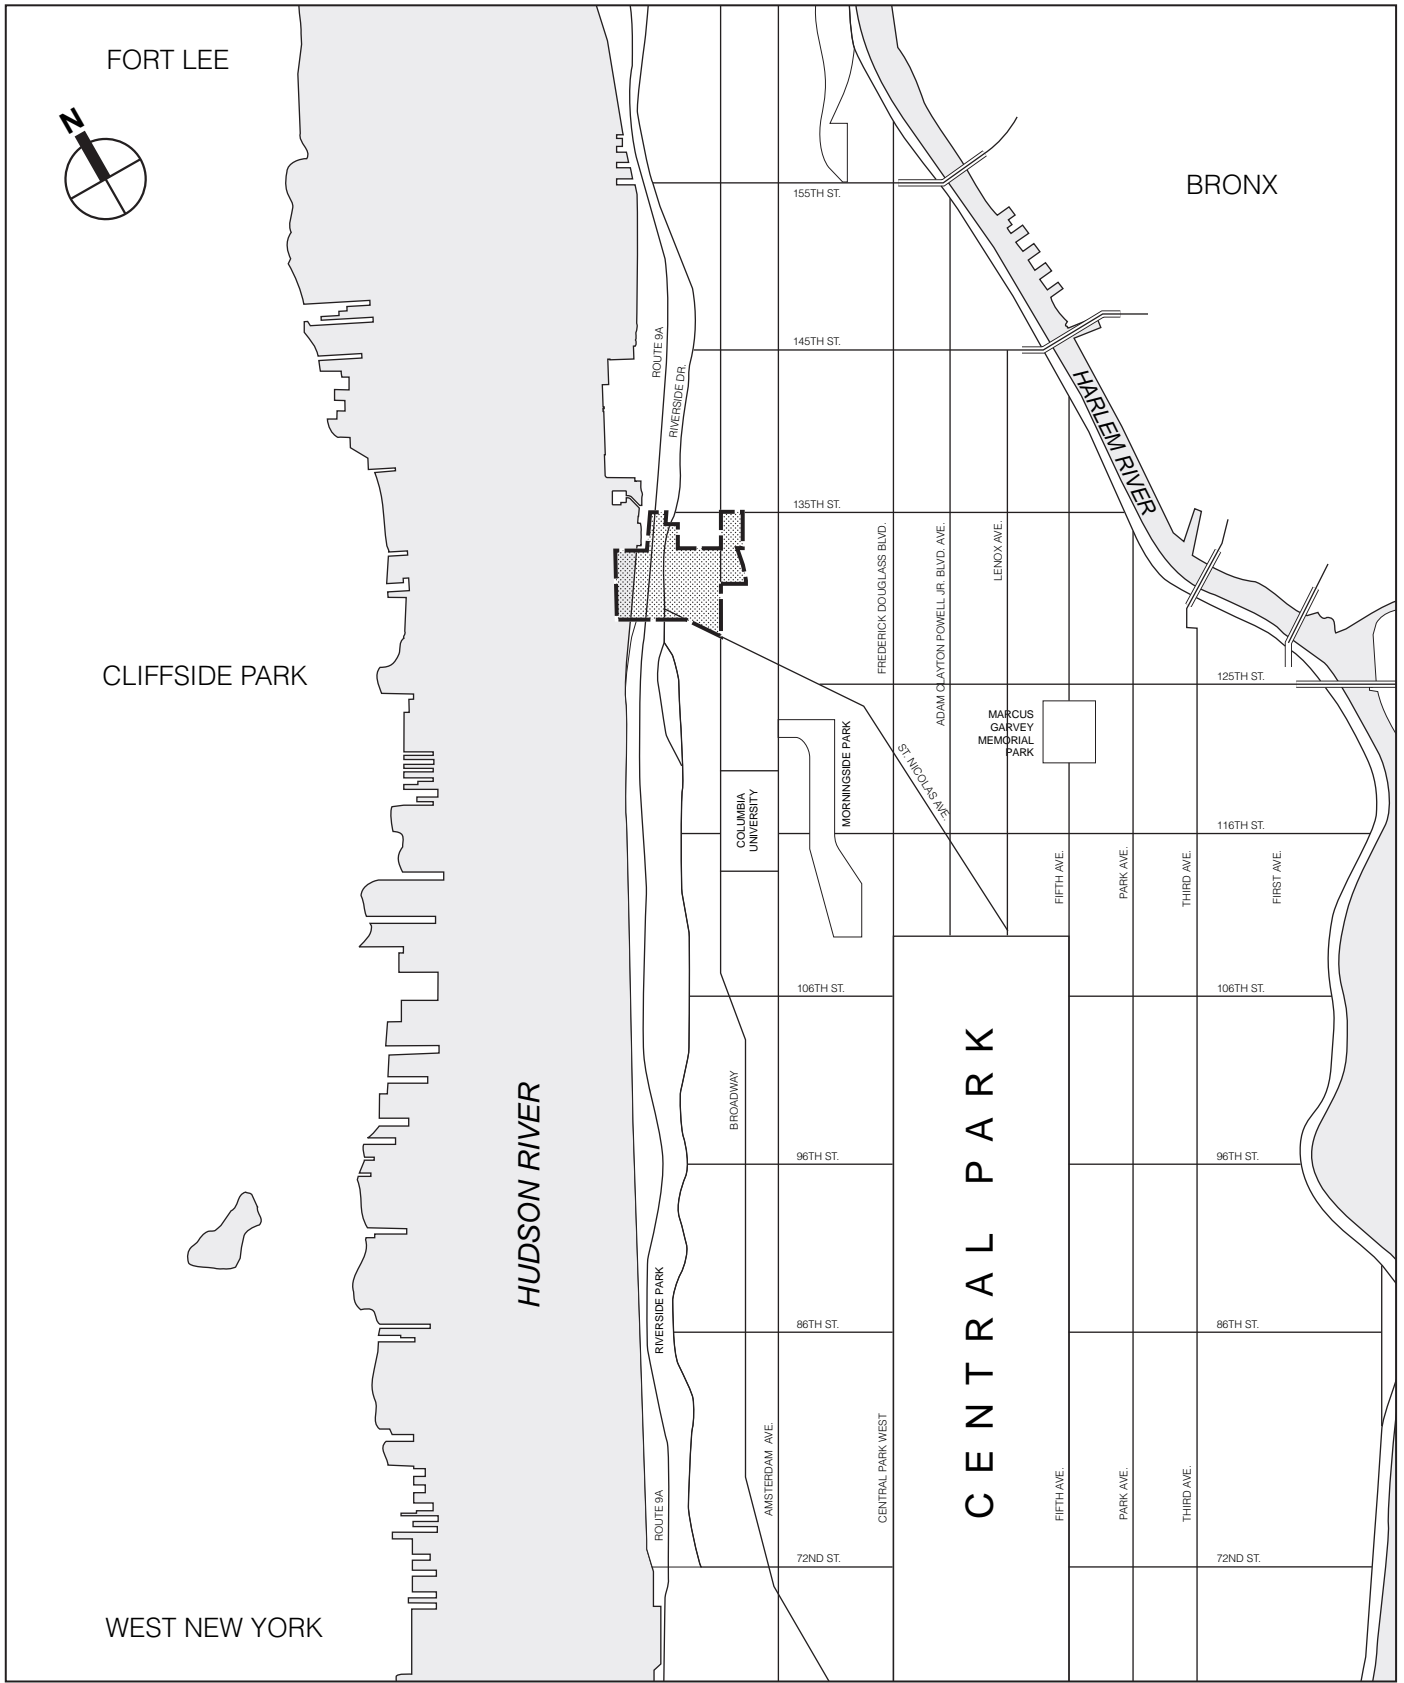 FORT LEE
N
BRONX
155TH ST.
145TH ST.
ROUTE 9A
RIVERSIDE DR.
HARLEM RIVER
135TH ST.
FREDERICK DOUGLASS BLVD.
ADAM CLAYTON POWELL JR. BLVD. AVE.
LENOX AVE.
CLIFFSIDE PARK
125TH ST.
MARCUS
GARVEY
MEMORIAL
PARK
MORNINGSIDE PARK
ST. NICOLAS AVE.
COLUMBIA
UNIVERSITY
116TH ST.
FIFTH AVE.
PARK AVE.
THIRD AVE.
FIRST AVE.
106TH ST.
106TH ST.
CENTRAL PARK
HUDSON RIVER
BROADWAY
96TH ST.
96TH ST.
RIVERSIDE PARK
86TH ST.
86TH ST.
ROUTE 9A
AMSTERDAM AVE.
CENTRAL PARK WEST
FIFTH AVE.
PARK AVE.
THIRD AVE.
72ND ST.
72ND ST.
WEST NEW YORK